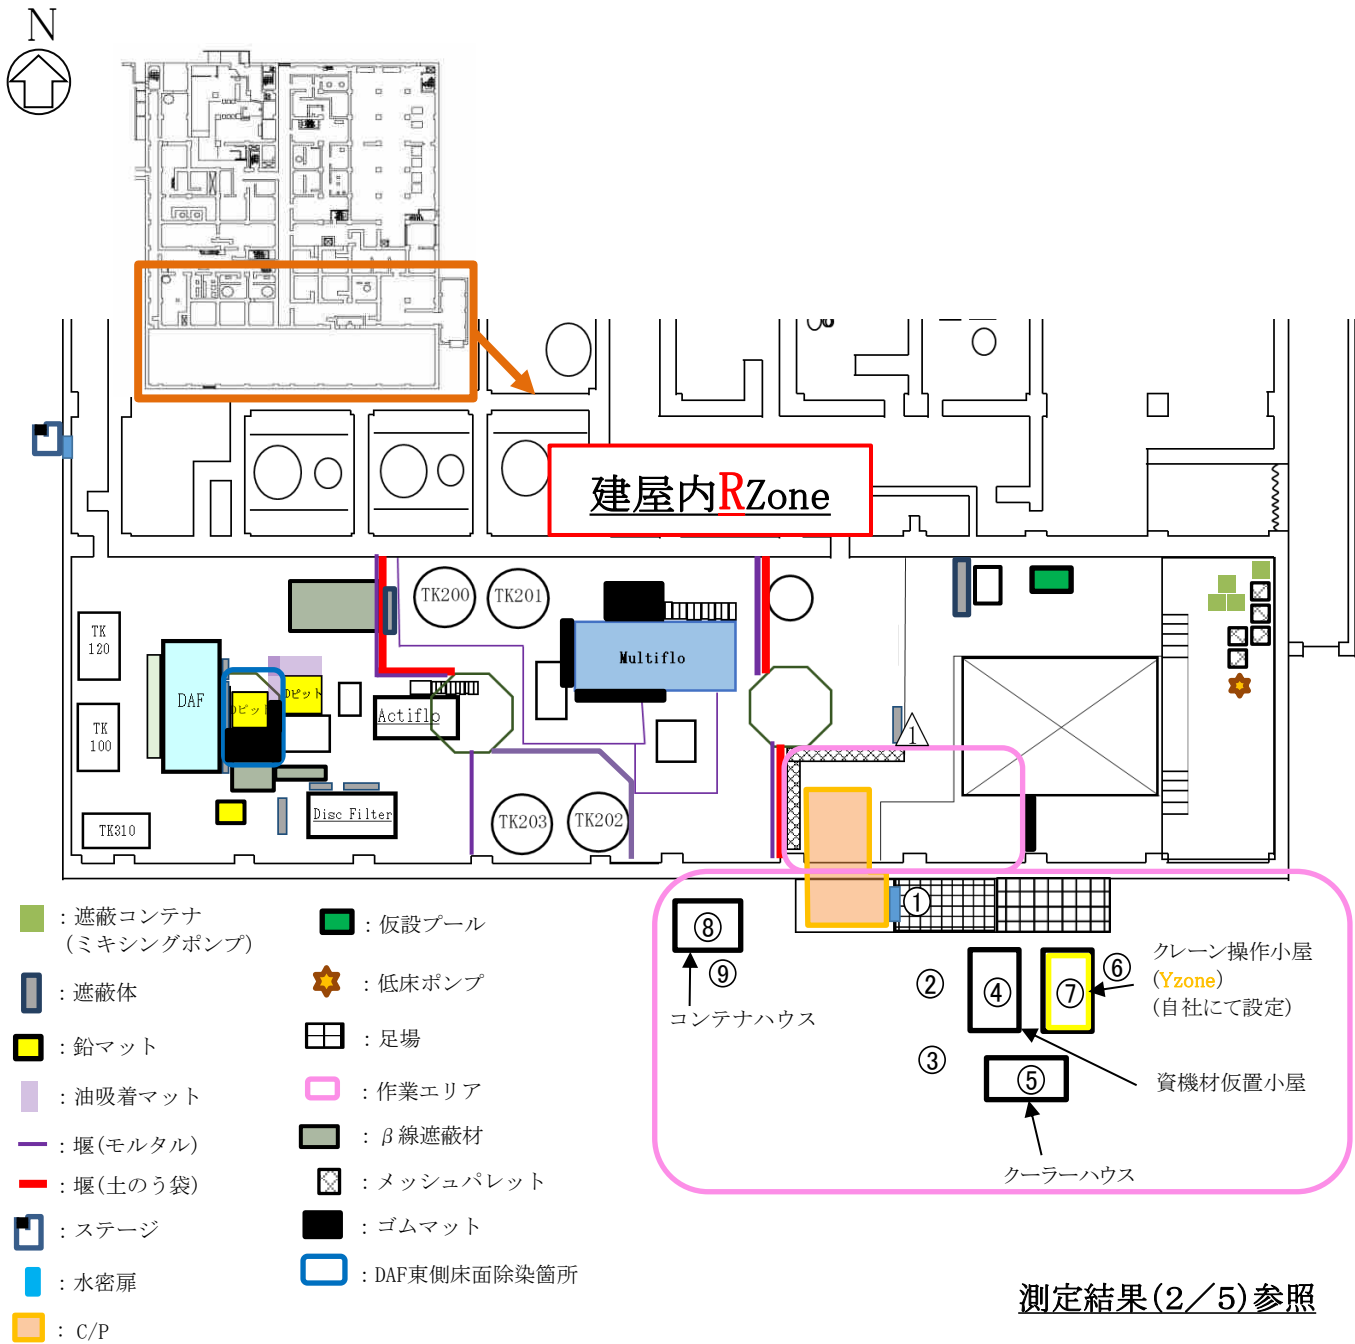 N
建屋内RZone
TK200
TK201
TK
120
Multiflo
DAF
Dピット
Dピット
Actiflo
TK
100
1
Disc Filter
TK203
TK202
TK310
①
⑧
⑨
②
④
⑦
⑥
クレーン操作小屋
(Yzone)
(自社にて設定)
コンテナハウス
③
⑤
資機材仮置小屋
クーラーハウス
：遮蔽コンテナ
(ミキシングポンプ)
：遮蔽体
：鉛マット
：油吸着マット
：堰(モルタル)
：堰(土のう袋)
：ステージ
：水密扉
：C/P
：仮設プール
：低床ポンプ
：足場
：作業エリア
：β線遮蔽材
：メッシュパレット
：ゴムマット
：DAF東側床面除染箇所
測定結果(2／5)参照